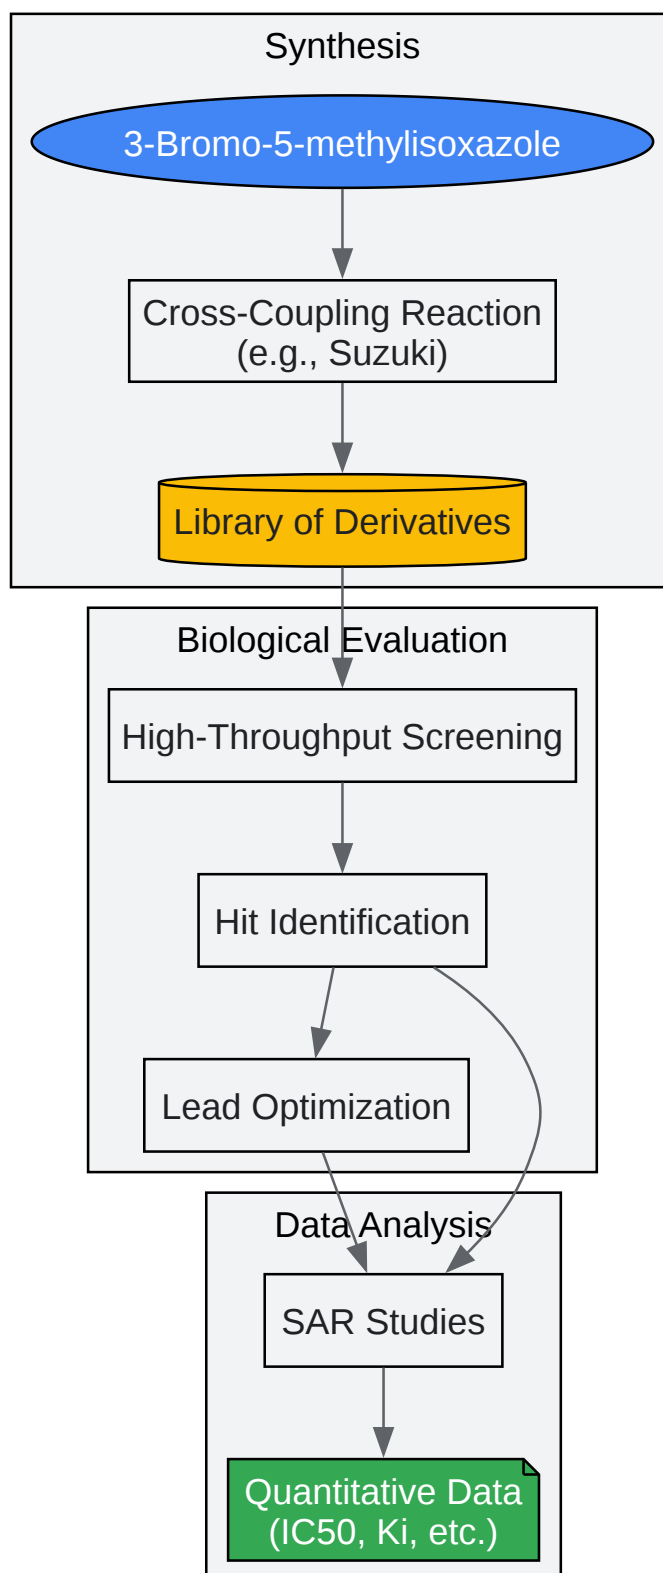 Synthesis
3-Bromo-5-methylisoxazole
Cross-Coupling Reaction
(e.g., Suzuki)
Library of Derivatives
Biological Evaluation
High-Throughput Screening
Hit Identification
Lead Optimization
Data Analysis
SAR Studies
Quantitative Data
(IC50, Ki, etc.)